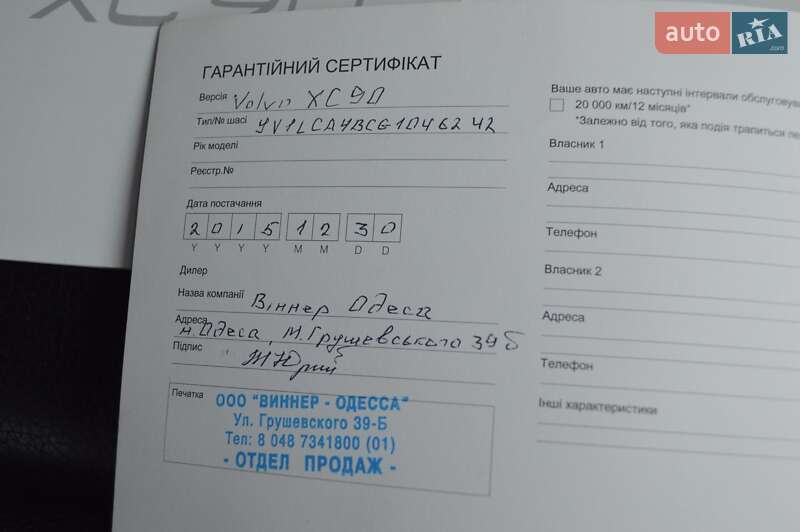 XC 90
auto RIA .com
ГАРАНТІЙНИЙ СЕРТИФІКАТ
Версія Volvo XC90
Тип/№ шасі YV1LCA4BCG1046242
Рік моделі
Реєстр.№
Дата постачання
2 0 1 5 1 2 3 0
Y Y Y Y M M D D
Дилер
Назва компанії Віннер Одеса
Адреса м.Одеса, М.Грушевського 39б
Підпис
Печатка
ООО "ВИННЕР - ОДЕССА"
Ул. Грушевского 39-Б
Тел: 8 048 7341800 (01)
- ОТДЕЛ ПРОДАЖ -
Ваше авто має наступні інтервали обслуговув
20 000 км/12 місяців*
*Залежно від того, яка подія трапиться пе
Власник 1
Адреса
Телефон
Власник 2
Адреса
Телефон
Інші характеристики